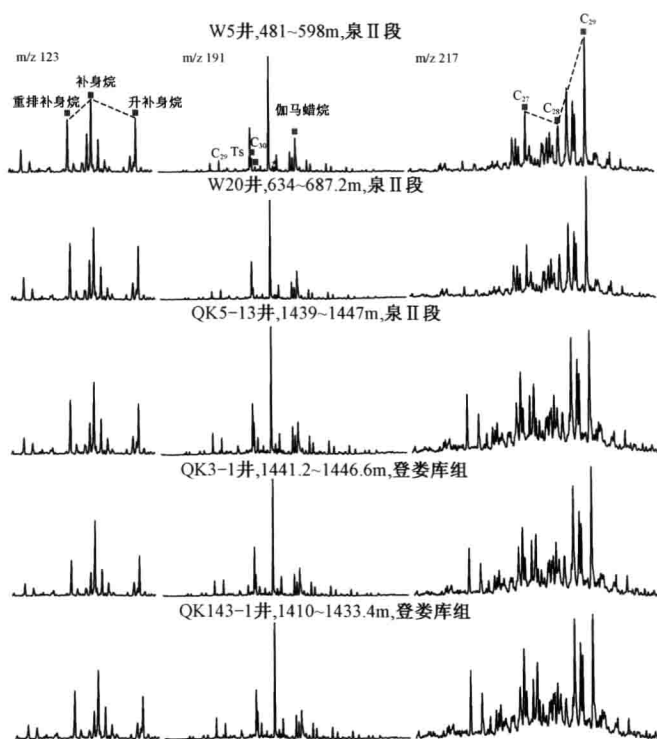 W5井,481~598m,泉Ⅱ段
m/z 123
m/z 191
m/z 217
重排补身烷
补身烷
升补身烷
C29
Ts
C30
伽马蜡烷
C27
C28
C29
W20井,634~687.2m,泉Ⅱ段
QK5-13井,1439~1447m,泉Ⅱ段
QK3-1井,1441.2~1446.6m,登娄库组
QK143-1井,1410~1433.4m,登娄库组